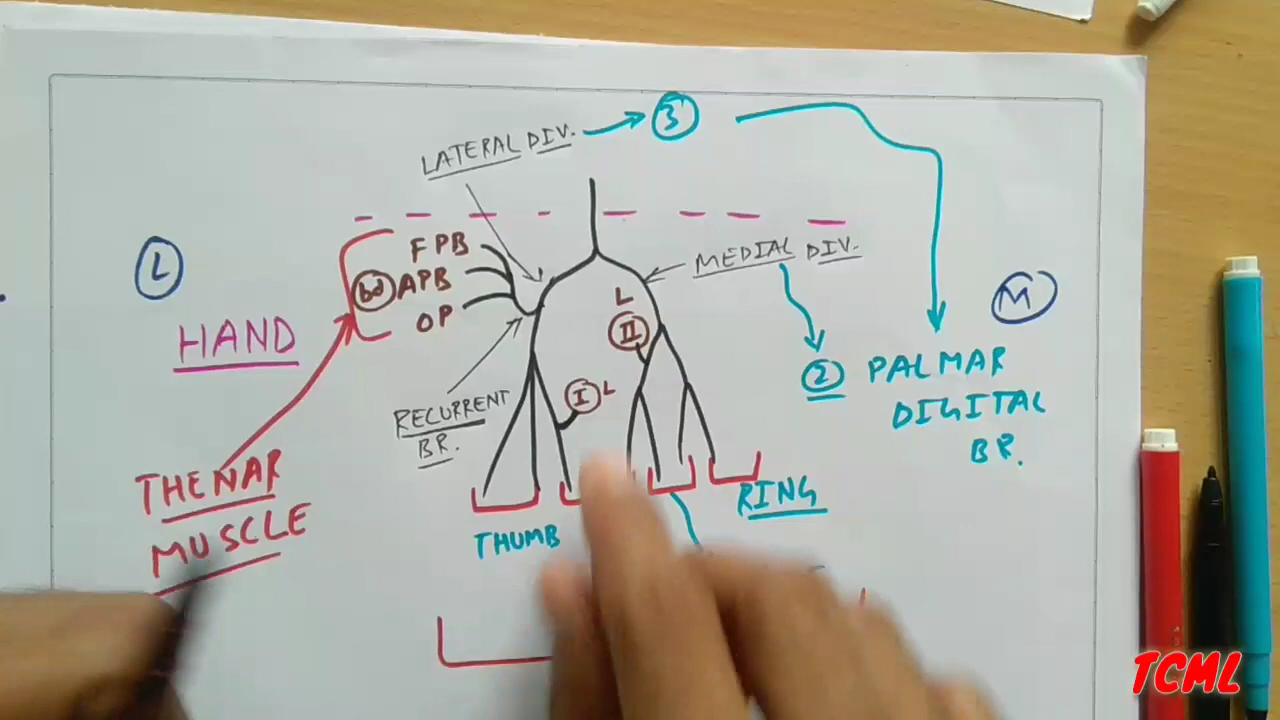 LATERAL DIV.
3
FPB
APB
OP
L
HAND
MEDIAL DIV.
L
II
M
2
PALMAR
DIGITAL
BR.
I L
RECURRENT
BR.
THENAR
MUSCLE
THUMB
RING
TCML